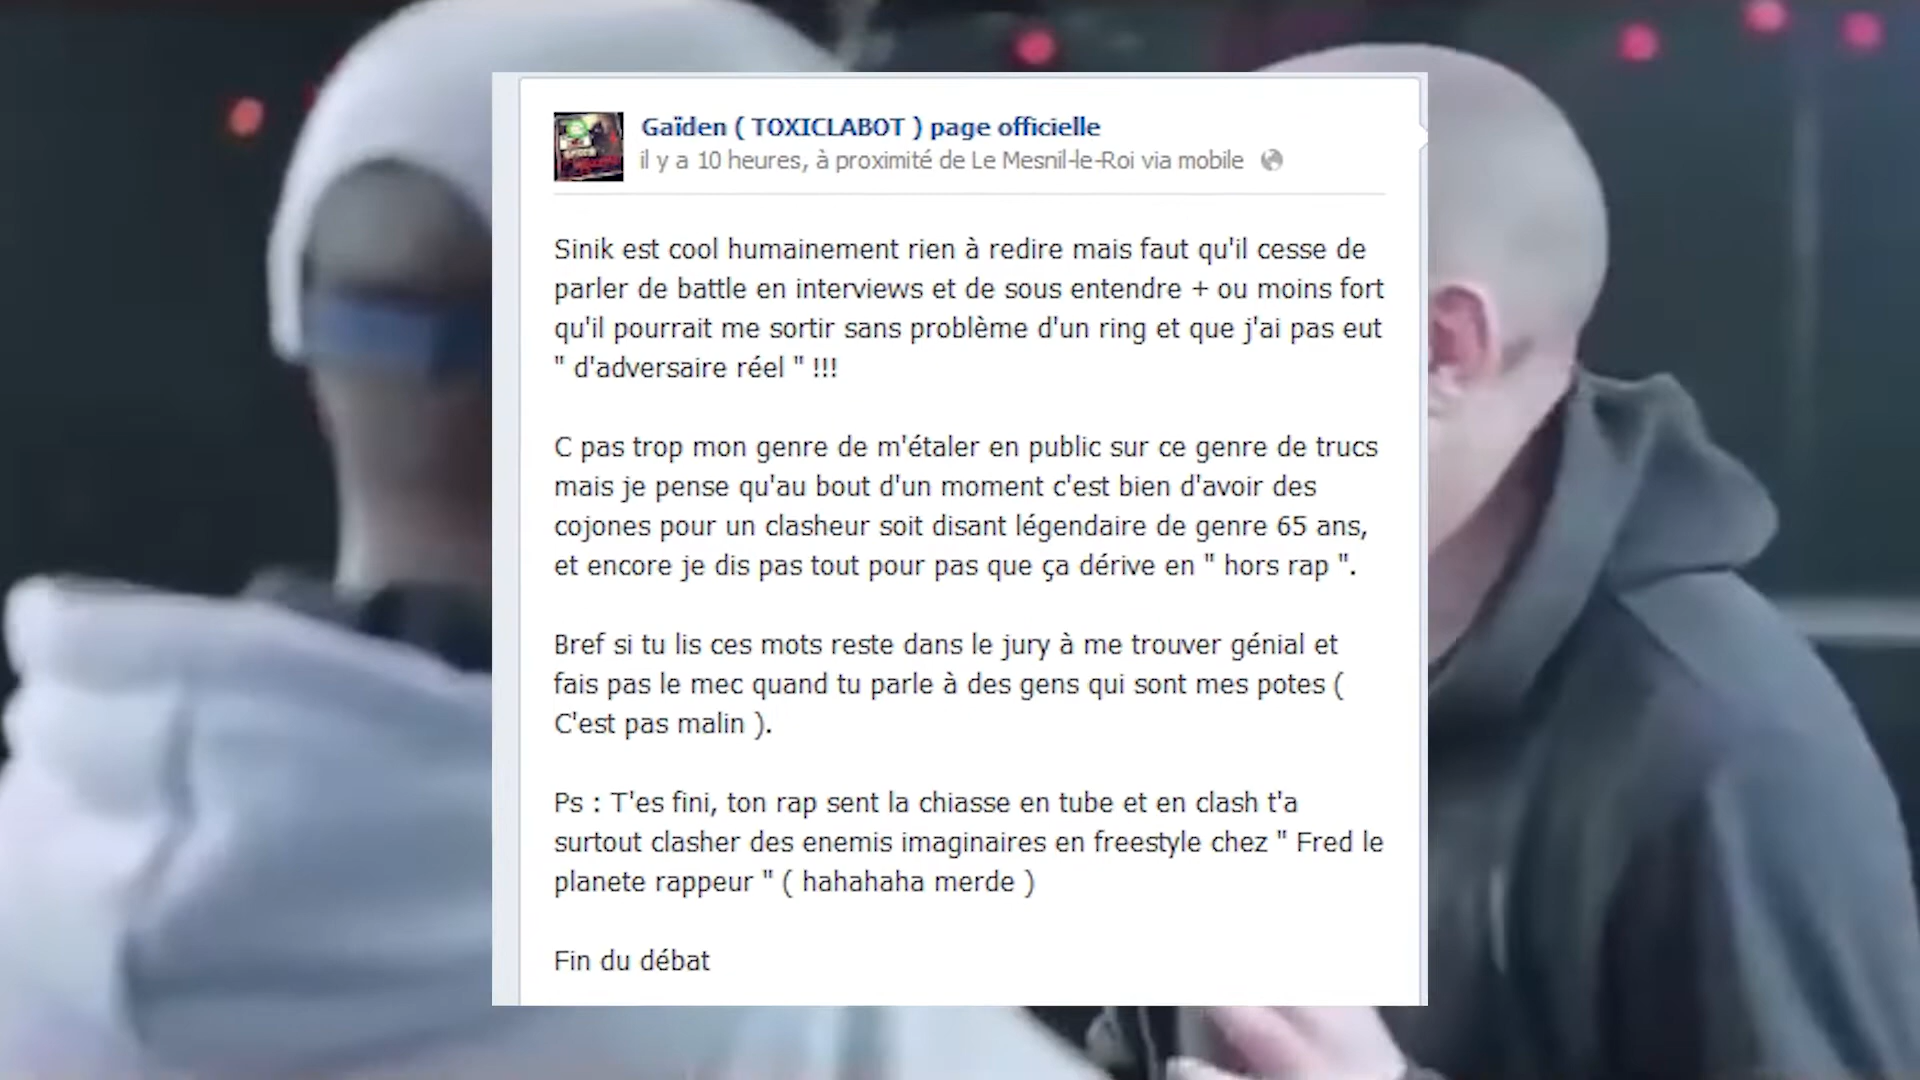 Gaïden ( TOXICLABOT ) page officielle
il y a 10 heures, à proximité de Le Mesnil-le-Roi via mobile
Sinik est cool humainement rien à redire mais faut qu'il cesse de
parler de battle en interviews et de sous entendre + ou moins fort
qu'il pourrait me sortir sans problème d'un ring et que j'ai pas eut
" d'adversaire réel " !!!
C pas trop mon genre de m'étaler en public sur ce genre de trucs
mais je pense qu'au bout d'un moment c'est bien d'avoir des
cojones pour un clasheur soit disant légendaire de genre 65 ans,
et encore je dis pas tout pour pas que ça dérive en " hors rap ".
Bref si tu lis ces mots reste dans le jury à me trouver génial et
fais pas le mec quand tu parle à des gens qui sont mes potes (
C'est pas malin ).
Ps : T'es fini, ton rap sent la chiasse en tube et en clash t'a
surtout clasher des enemis imaginaires en freestyle chez " Fred le
planete rappeur " ( hahahaha merde )
Fin du débat